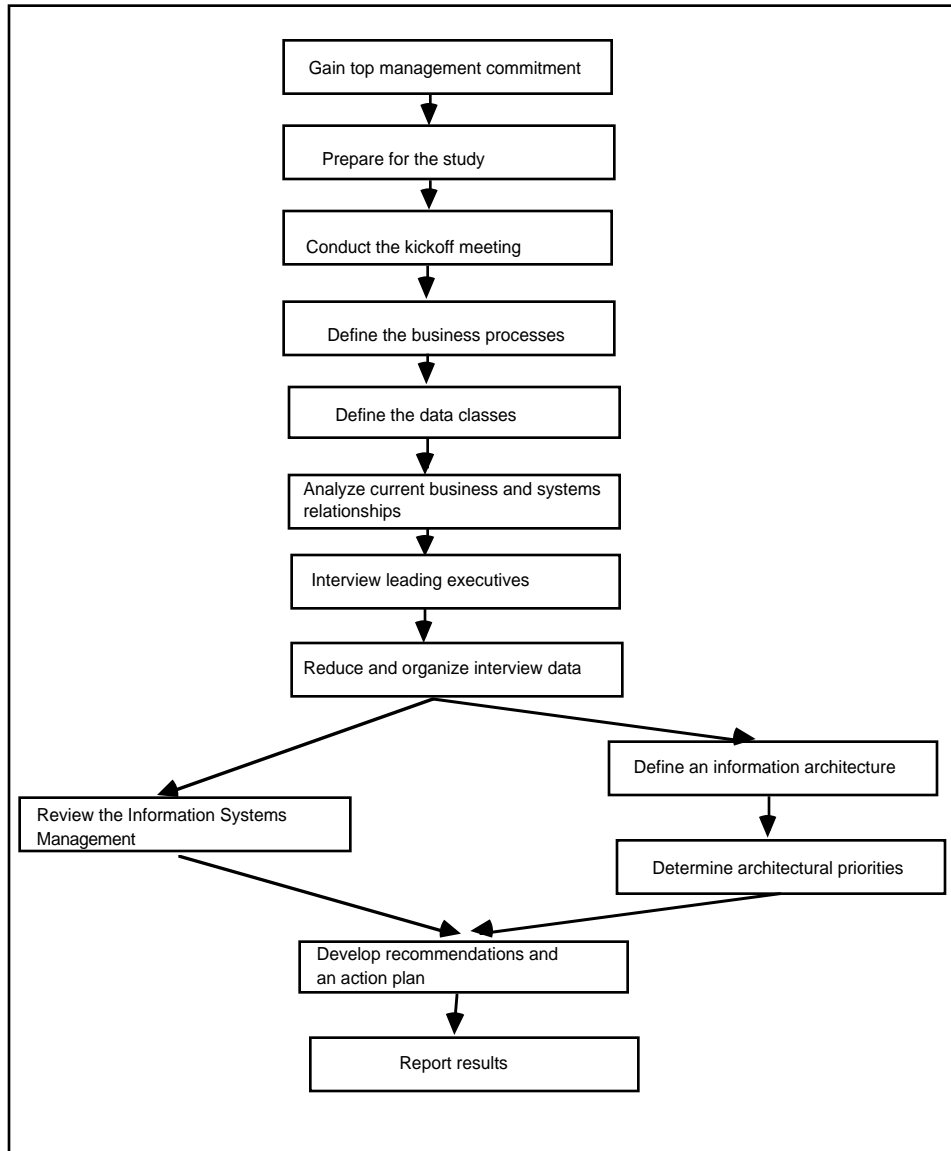 Gain top management commitment
Prepare for the study
Conduct the kickoff meeting
Define the business processes
Define the data classes
Analyze current business and systems
relationships
Interview leading executives
Reduce and organize interview data
Define an information architecture
Review the Information Systems
Management
Determine architectural priorities
Develop recommendations and
an action plan
Report results